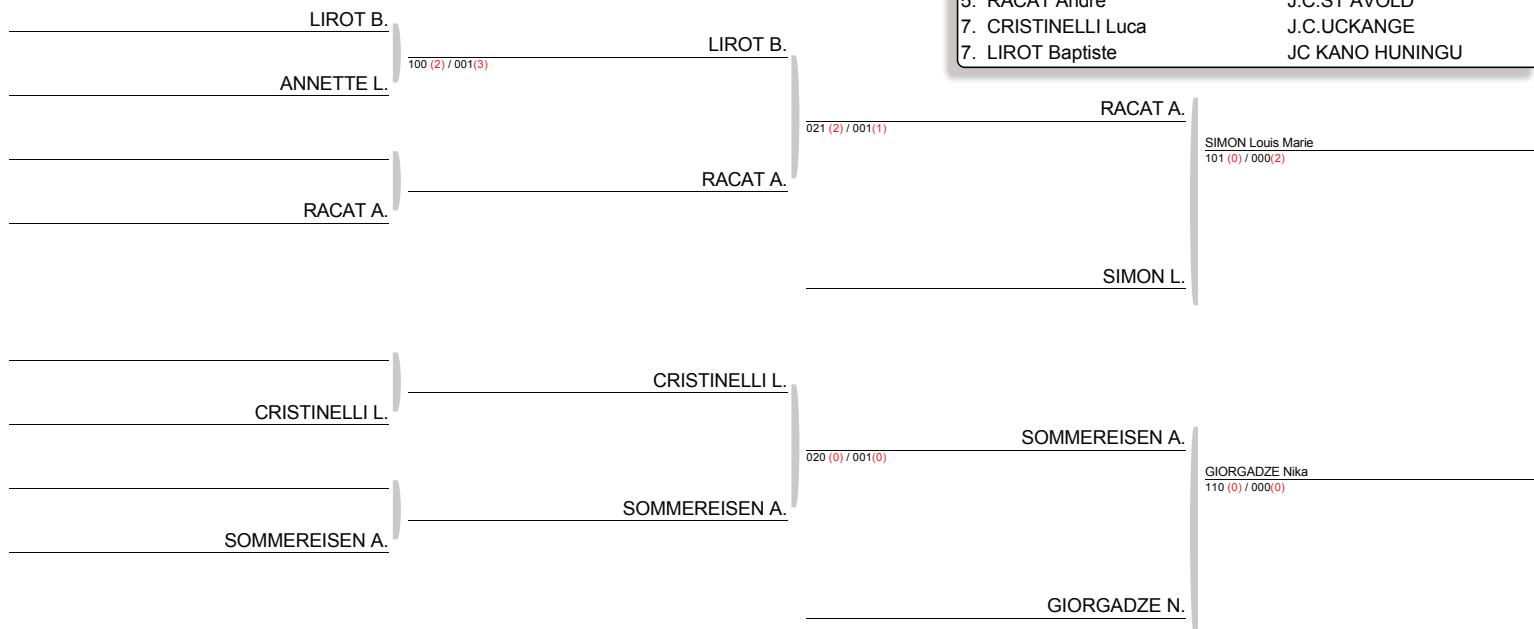 5. RACAT André J.C.ST AVOLD
7. CRISTINELLI Luca J.C.UCKANGE
7. LIROT Baptiste JC KANO HUNINGU
LIROT B.
ANNETTE L.
RACAT A.
CRISTINELLI L.
SOMMEREISEN A.
LIROT B.
100 (2) / 001(3)
RACAT A.
CRISTINELLI L.
SOMMEREISEN A.
RACAT A.
021 (2) / 001(1)
SIMON L.
SOMMEREISEN A.
020 (0) / 001(0)
GIORGADZE N.
SIMON Louis Marie
101 (0) / 000(2)
GIORGADZE Nika
110 (0) / 000(0)